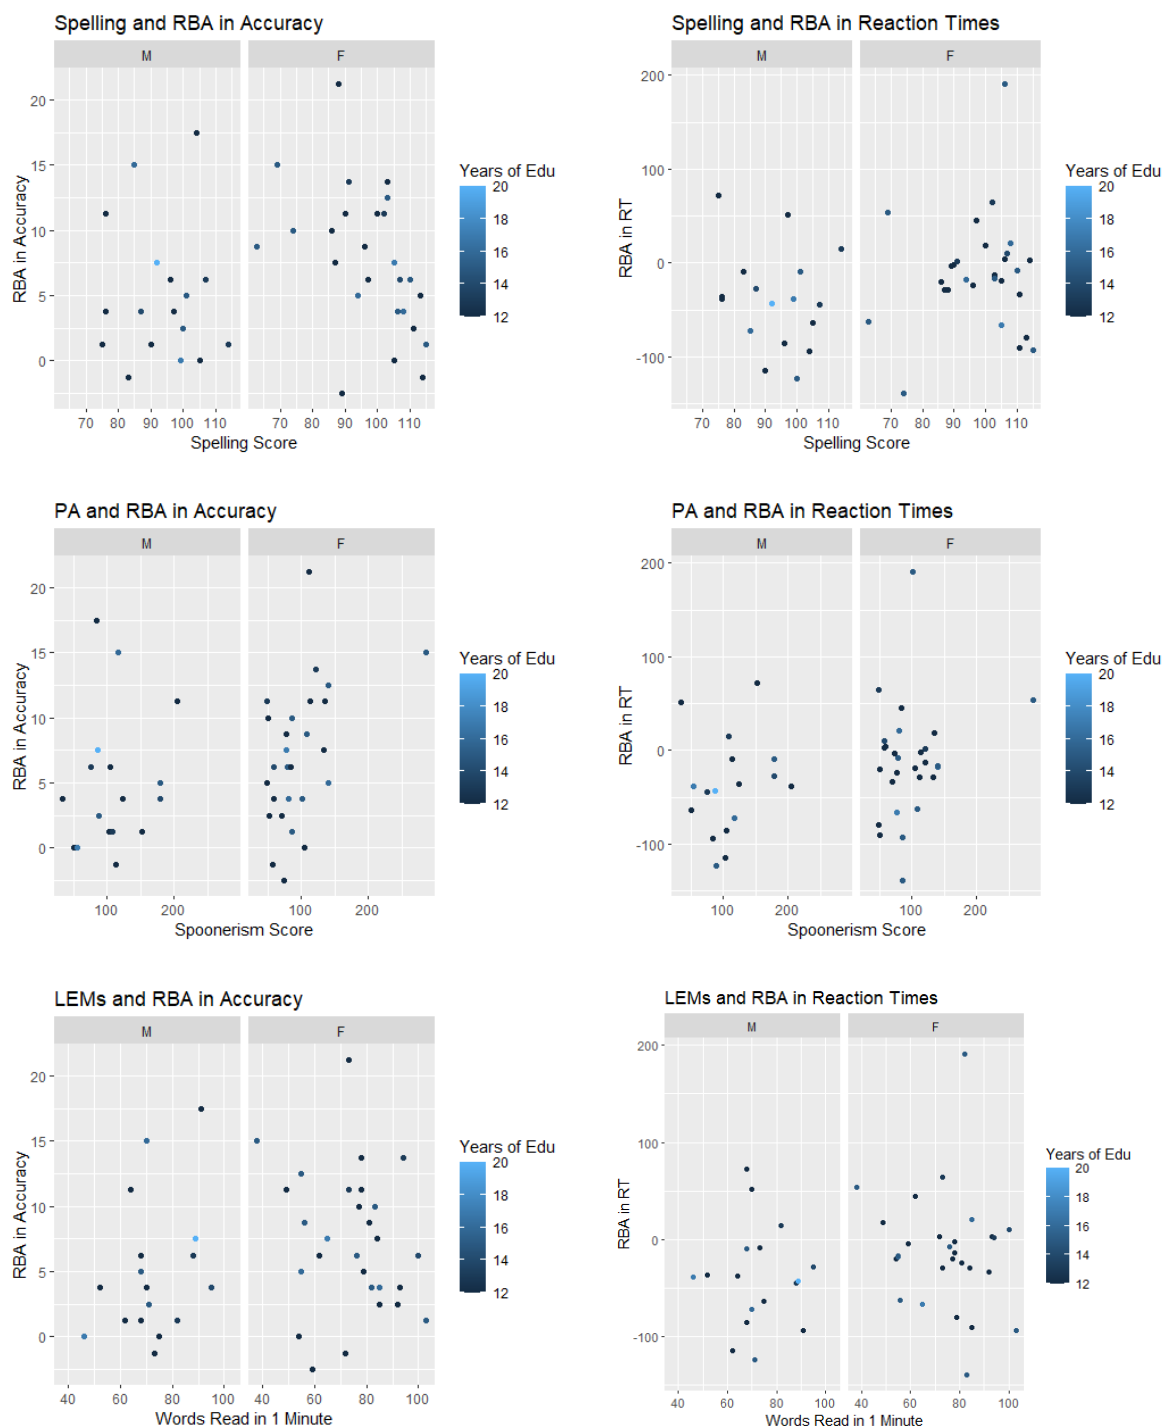 Spelling and RBA in Accuracy
M
F
20
15
10
5
0
RBA in Accuracy
70 80 90 100 110
70 80 90 100 110
Spelling Score
Years of Edu
20
18
16
14
12
Spelling and RBA in Reaction Times
M
F
200
100
0
-100
RBA in RT
70 80 90 100 110
70 80 90 100 110
Spelling Score
Years of Edu
20
18
16
14
12
PA and RBA in Accuracy
M
F
20
15
10
5
0
RBA in Accuracy
100 200
100 200
Spoonerism Score
Years of Edu
20
18
16
14
12
PA and RBA in Reaction Times
M
F
200
100
0
-100
RBA in RT
100 200
100 200
Spoonerism Score
Years of Edu
20
18
16
14
12
LEMs and RBA in Accuracy
M
F
20
15
10
5
0
RBA in Accuracy
40 60 80 100
40 60 80 100
Words Read in 1 Minute
Years of Edu
20
18
16
14
12
LEMs and RBA in Reaction Times
M
F
200
100
0
-100
RBA in RT
40 60 80 100
40 60 80 100
Words Read in 1 Minute
Years of Edu
20
18
16
14
12